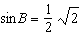 sin B = 1/2 √2